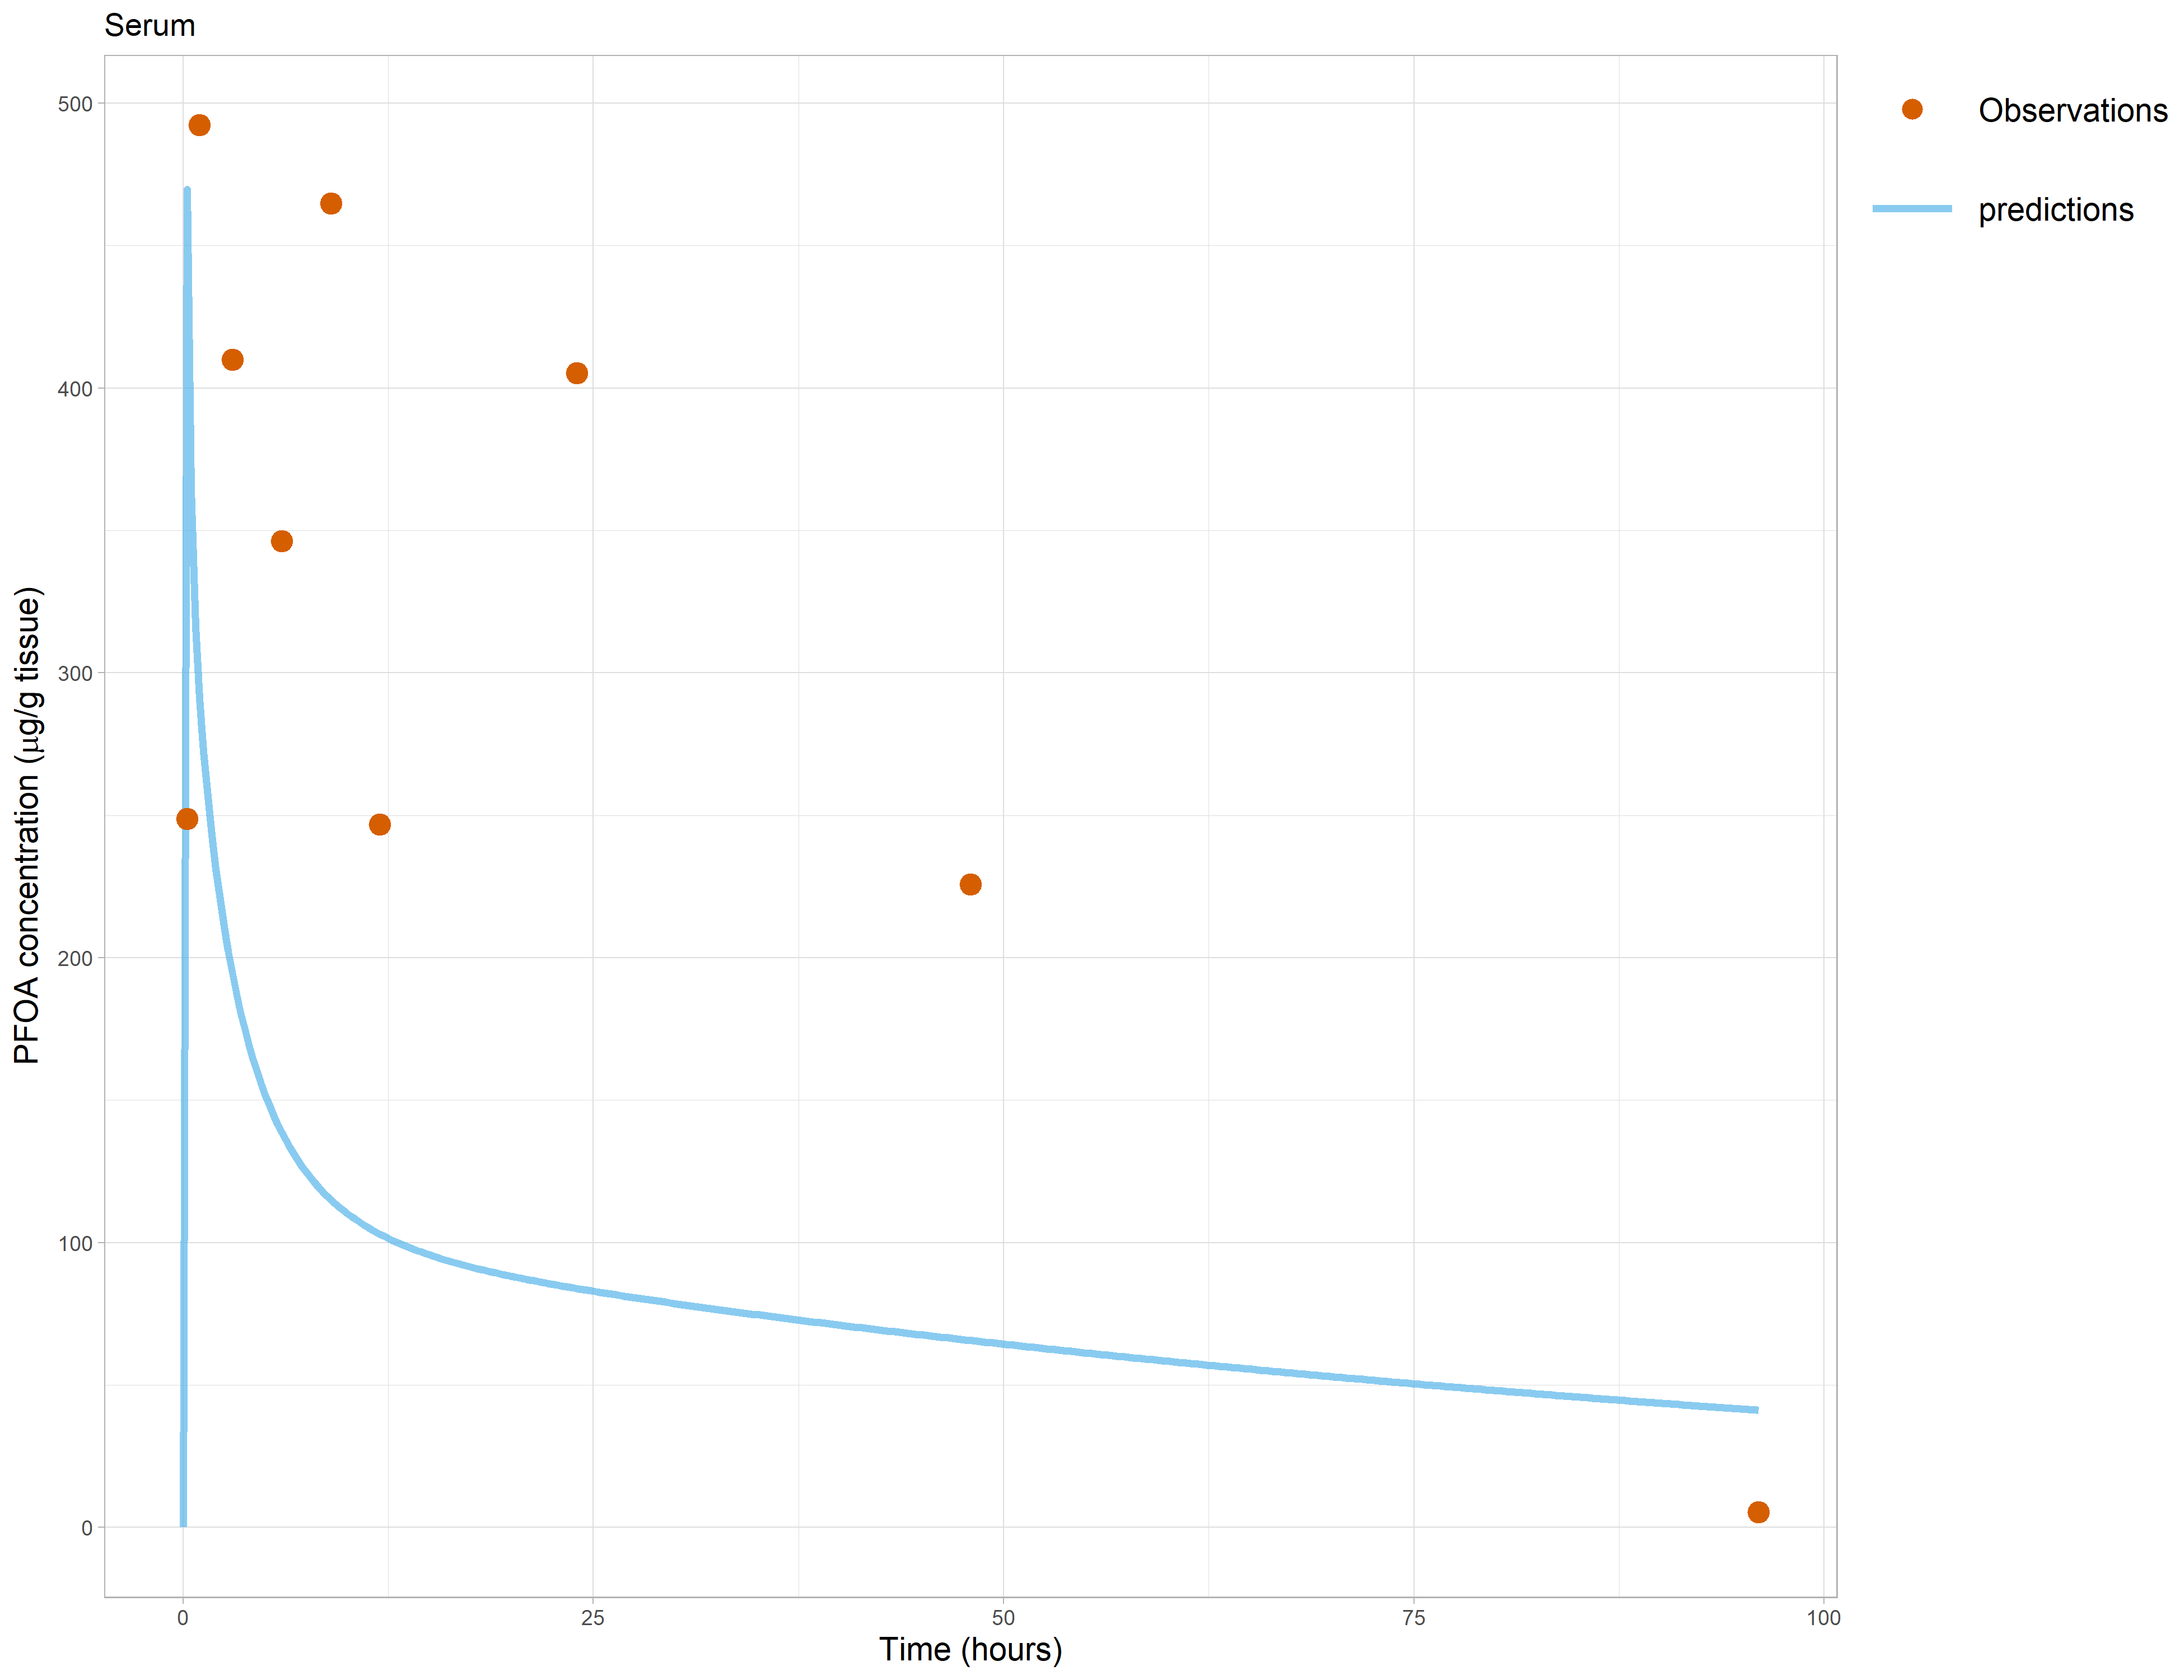 Serum
500
400
300
200
100
0
PFOA concentration (μg/g tissue)
0 25 50 75 100
Time (hours)
Observations
predictions